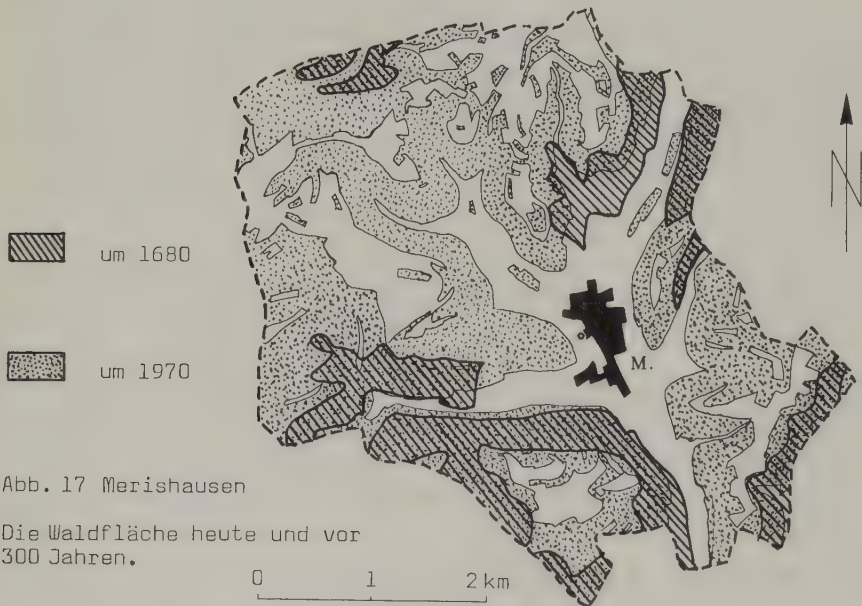 um 1680
um 1970
M.
N
Abb. 17 Merishausen
Die Waldfläche heute und vor
300 Jahren.
0 1 2 km